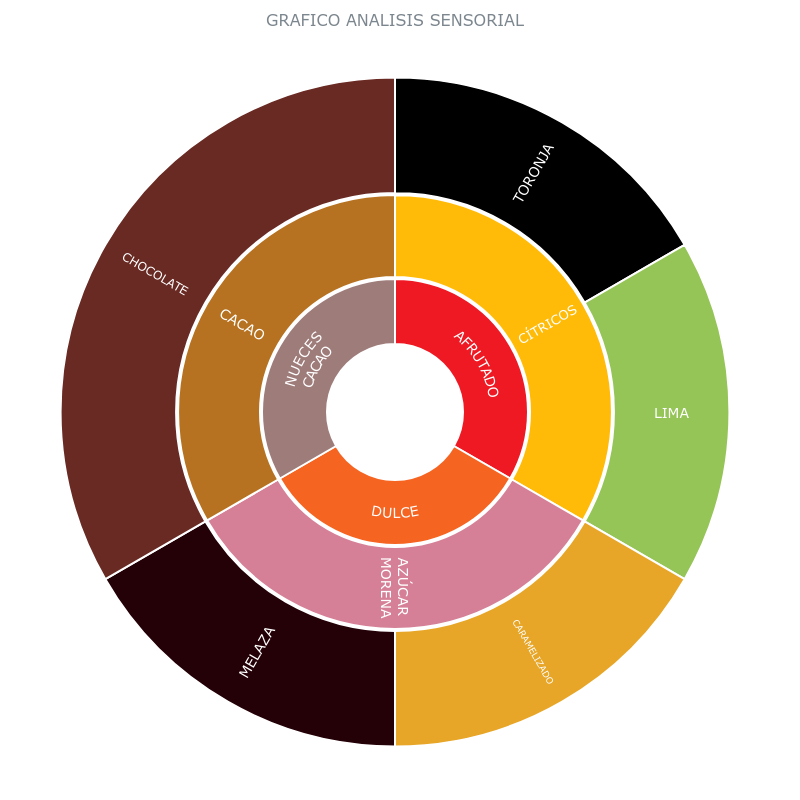 GRAFICO ANALISIS SENSORIAL
TORONJA
CHOCOLATE
CACAO
CÍTRICOS
NUECES
CACAO
AFRUTADO
LIMA
DULCE
AZÚCAR
MORENA
MELAZA
CARAMELIZADO